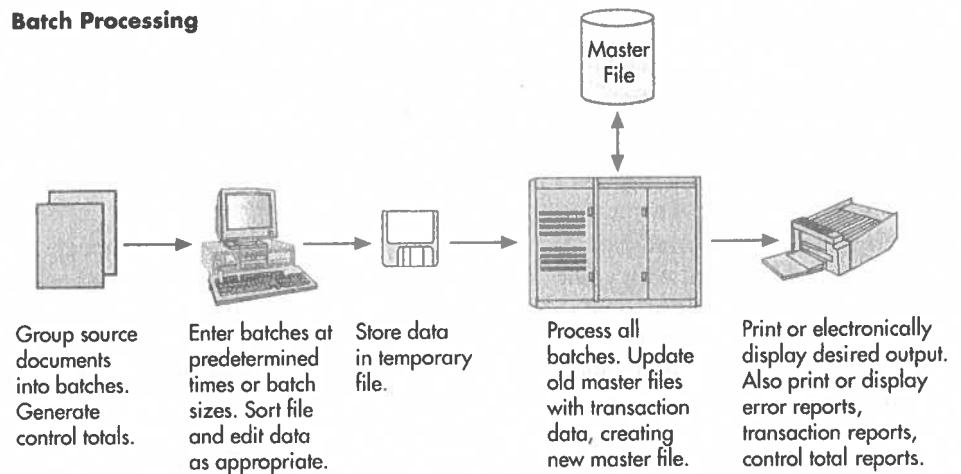 Batch Processing
Master
File
Group source
documents
into batches.
Generate
control totals.
Enter batches at
predetermined
times or batch
sizes. Sort file
and edit data
as appropriate.
Store data
in temporary
file.
Process all
batches. Update
old master files
with transaction
data, creating
new master file.
Print or electronically
display desired output.
Also print or display
error reports,
transaction reports,
control total reports.